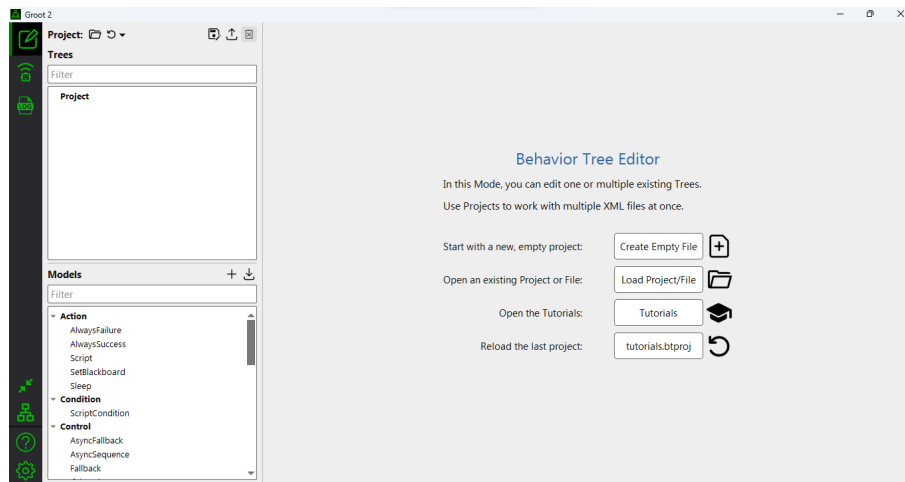 Groot 2
Project:
Trees
Filter
Project
Models
Filter
Action
AlwaysFailure
AlwaysSuccess
Script
SetBlackboard
Sleep
Condition
ScriptCondition
Control
AsyncFallback
AsyncSequence
Fallback
LOG
Behavior Tree Editor
In this Mode, you can edit one or multiple existing Trees.
Use Projects to work with multiple XML files at once.
Start with a new, empty project: Create Empty File
Open an existing Project or File: Load Project/File
Open the Tutorials: Tutorials
Reload the last project: tutorials.btproj